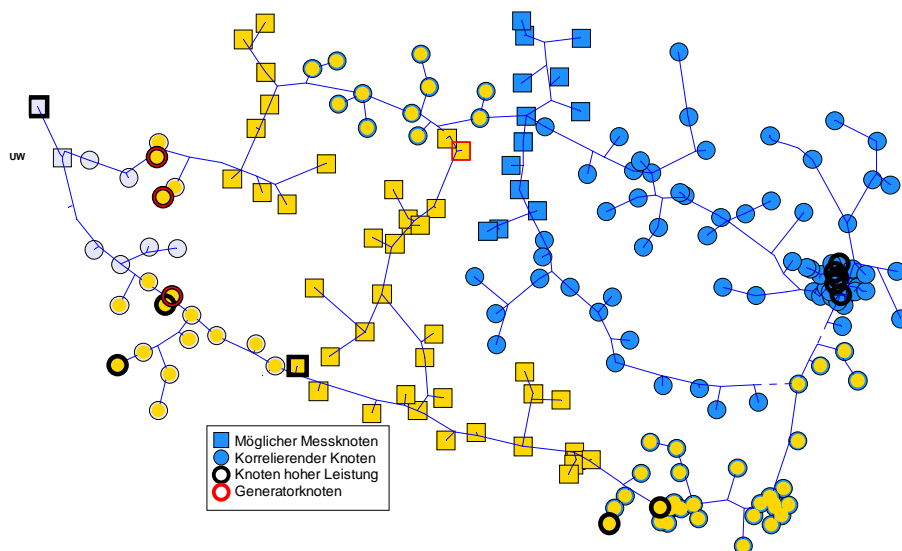 UW
Möglicher Messknoten
Korrelierender Knoten
Knoten hoher Leistung
Generatorknoten